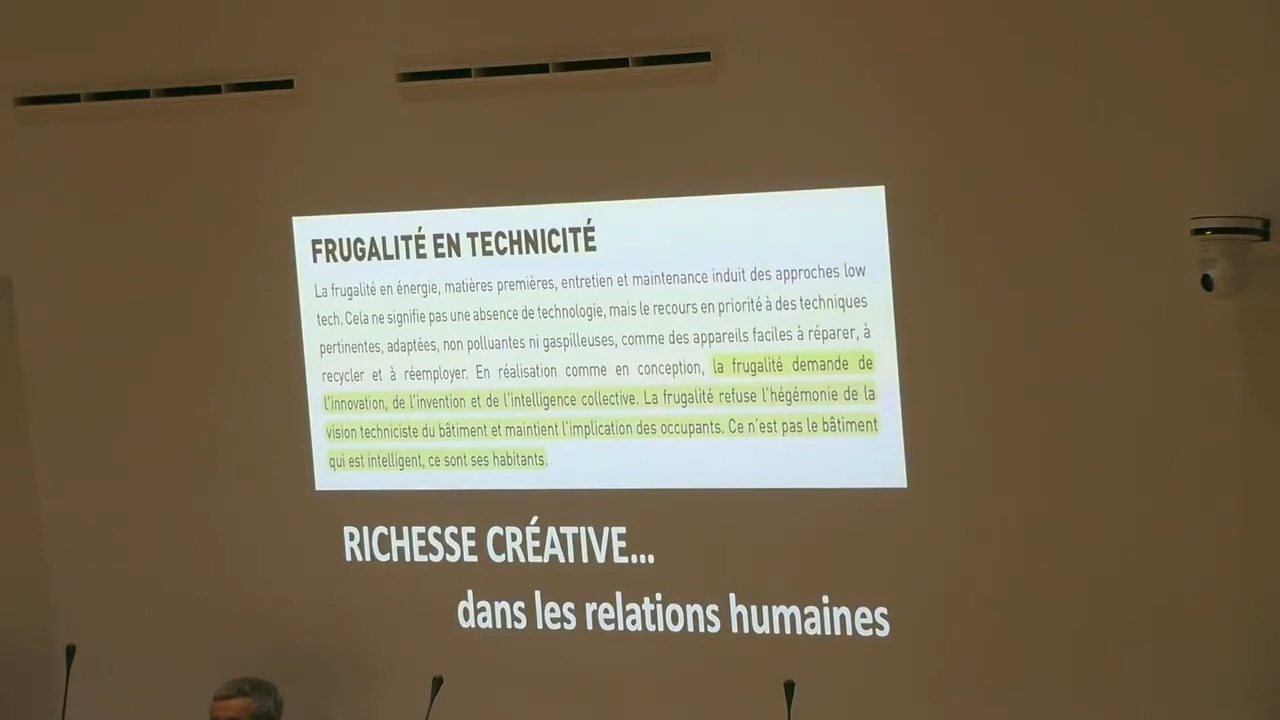 FRUGALITÉ EN TECHNICITÉ
La frugalité en énergie, matières premières, entretien et maintenance induit des approches low
tech. Cela ne signifie pas une absence de technologie, mais le recours en priorité à des techniques
pertinentes, adaptées, non polluantes ni gaspilleuses, comme des appareils faciles à réparer, à
recycler et à réemployer. En réalisation comme en conception, la frugalité demande de
l'innovation, de l'invention et de l'intelligence collective. La frugalité refuse l'hégémonie de la
vision techniciste du bâtiment et maintient l'implication des occupants. Ce n'est pas le bâtiment
qui est intelligent, ce sont ses habitants.
RICHESSE CRÉATIVE...
dans les relations humaines